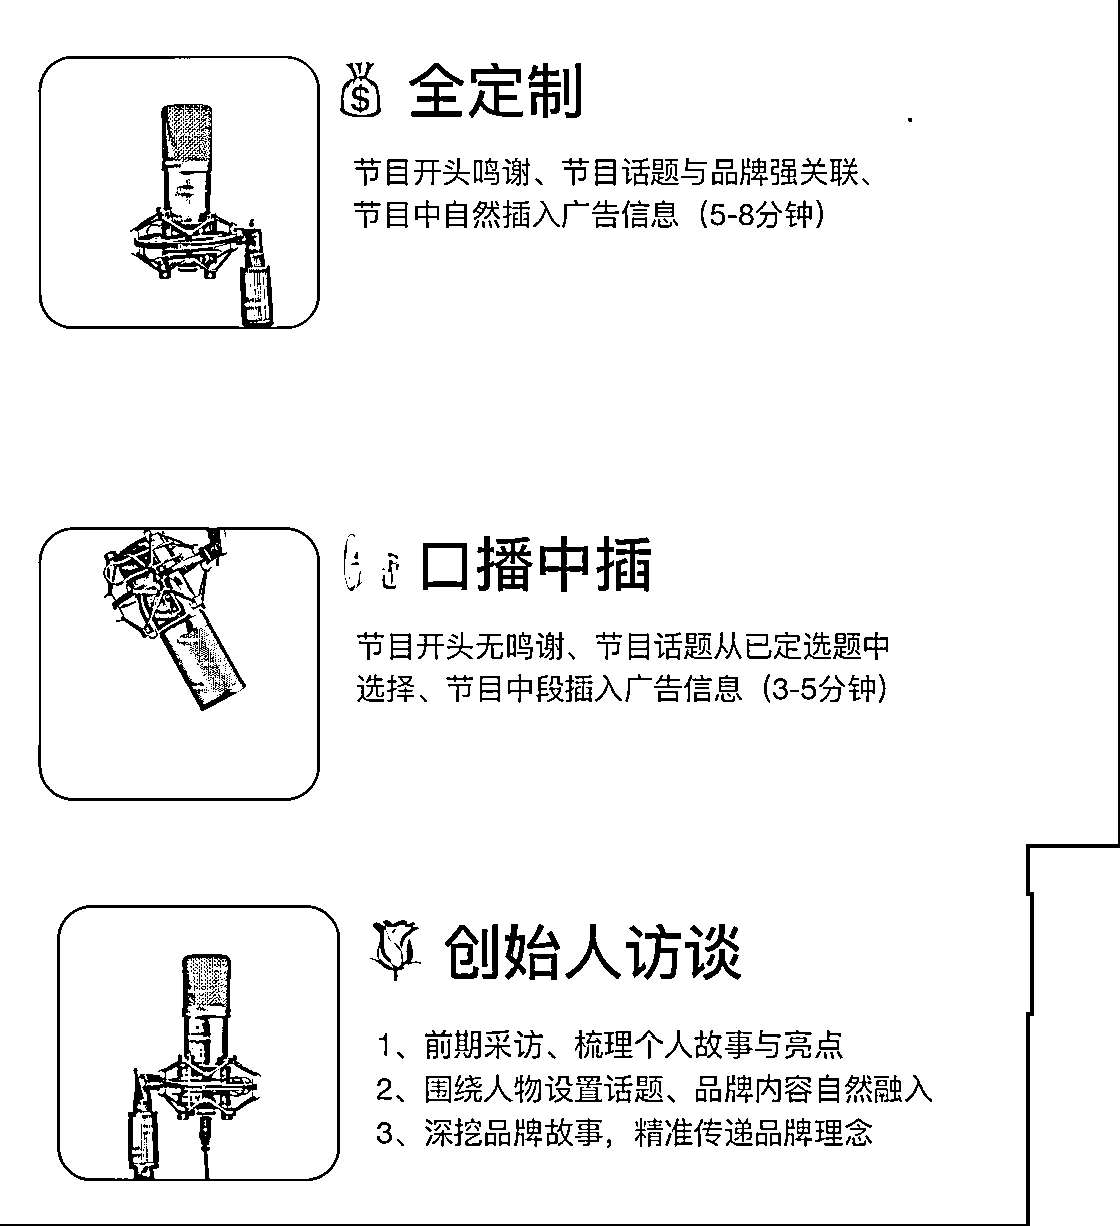 全定制
节目开头鸣谢、节目话题与品牌强关联、
节目中自然插入广告信息（5-8分钟）
口播中插
节目开头无鸣谢、节目话题从已定选题中
选择、节目中段插入广告信息（3-5分钟）
创始人访谈
1、前期采访、梳理个人故事与亮点
2、围绕人物设置话题、品牌内容自然融入
3、深挖品牌故事，精准传递品牌理念